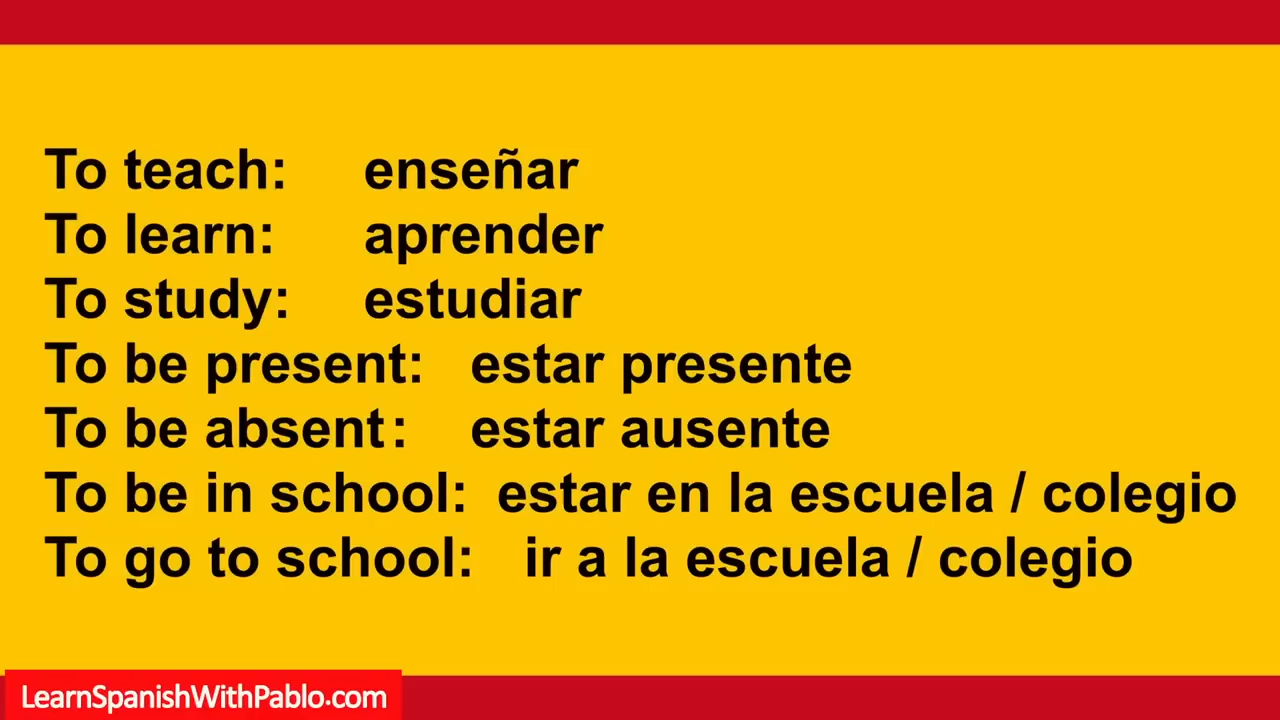 To teach: enseñar
To learn: aprender
To study: estudiar
To be present: estar presente
To be absent: estar ausente
To be in school: estar en la escuela / colegio
To go to school: ir a la escuela / colegio
LearnSpanishWithPablo.com